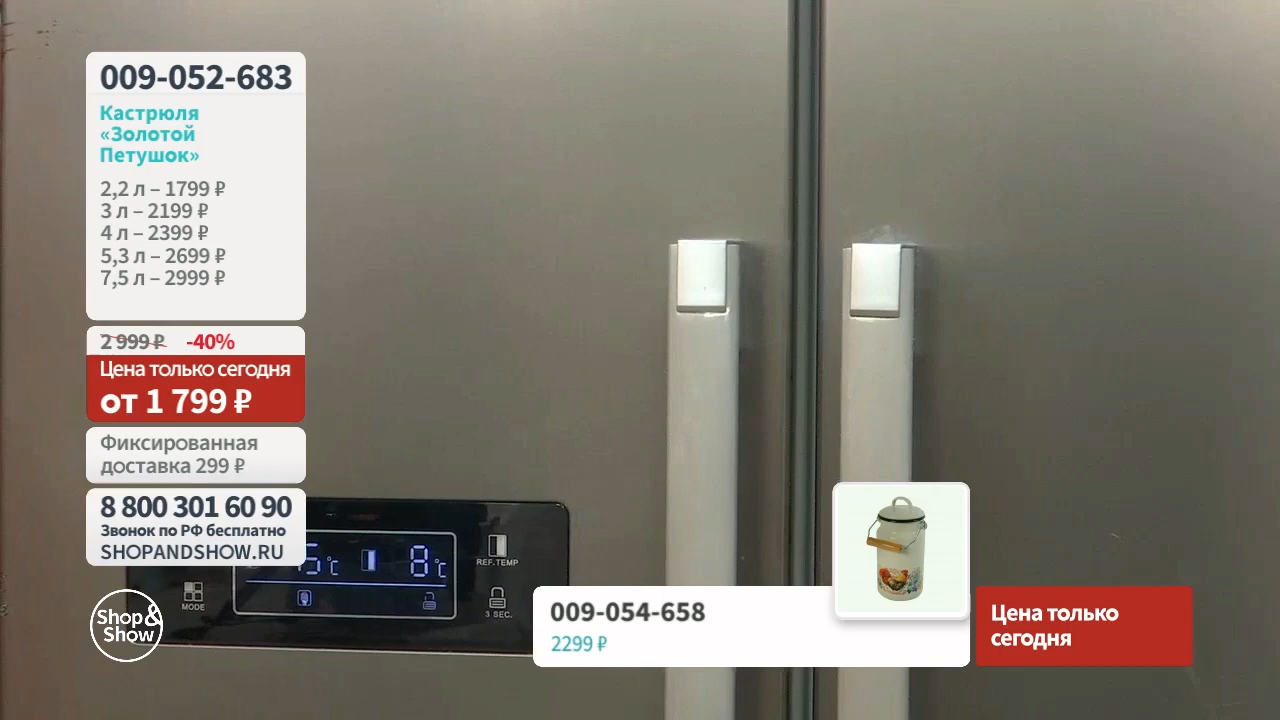 009-052-683
Кастрюля
«Золотой
Петушок»
2,2 л – 1799 ₽
3 л – 2199 ₽
4 л – 2399 ₽
5,3 л – 2699 ₽
7,5 л – 2999 ₽
2 999 ₽ -40%
Цена только сегодня
от 1 799 ₽
Фиксированная
доставка 299 ₽
8 800 301 60 90
Звонок по РФ бесплатно
SHOPANDSHOW.RU
5°C 8°C
REF.TEMP
MODE
3 SEC.
Shop&
Show
009-054-658
2299 ₽
Цена только
сегодня